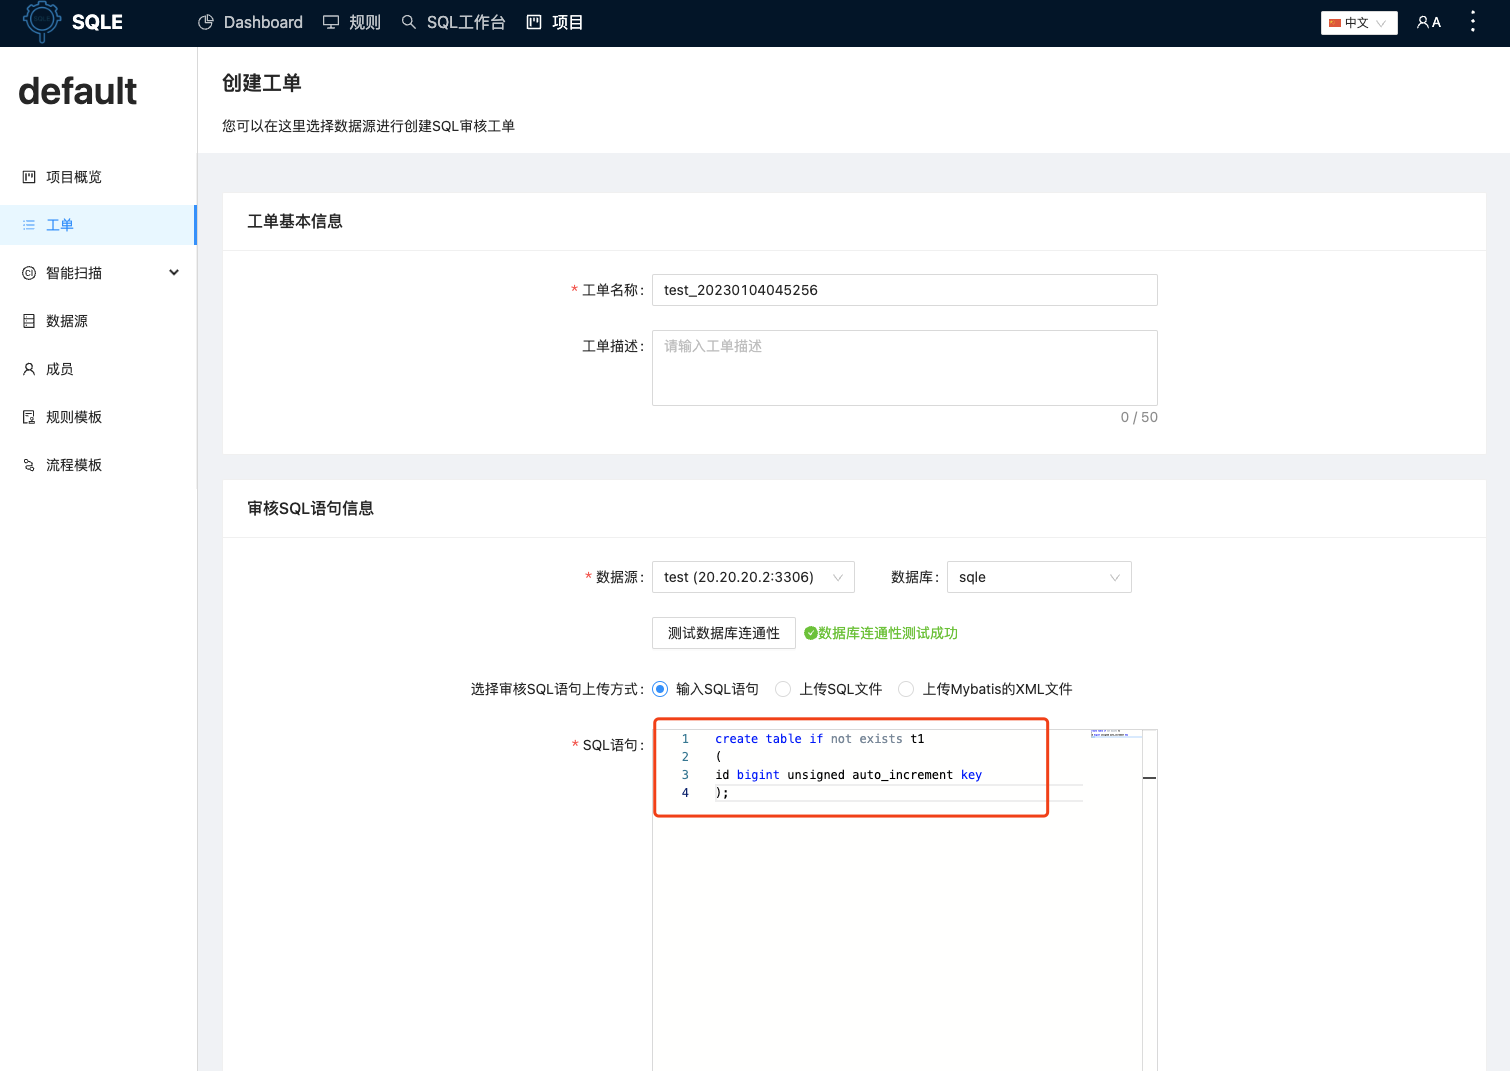 SQLE
Dashboard
规则
SQL工作台
项目
中文
A
default
项目概览
工单
智能扫描
数据源
成员
规则模板
流程模板
创建工单
您可以在这里选择数据源进行创建SQL审核工单
工单基本信息
* 工单名称: test_20230104045256
工单描述: 请输入工单描述
0 / 50
审核SQL语句信息
* 数据源: test (20.20.20.2:3306) 数据库: sqle
测试数据库连通性 数据库连通性测试成功
选择审核SQL语句上传方式: 输入SQL语句 上传SQL文件 上传Mybatis的XML文件
* SQL语句: 1 create table if not exists t1
2 (
3 id bigint unsigned auto_increment key
4 );